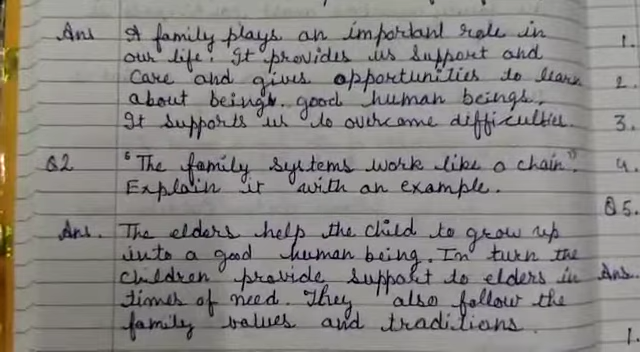 Ans A family plays an important role in
our life. It provides us support and
care and gives opportunities to learn
about being good human beings.
It supports us to overcome difficulties.
Q2 "The family systems work like a chain".
Explain it with an example.
Ans. The elders help the child to grow up
into a good human being. In turn the
children provide support to elders in
times of need. They also follow the
family values and traditions.
1.
2.
3.
4.
Q5.
Ans.
1.